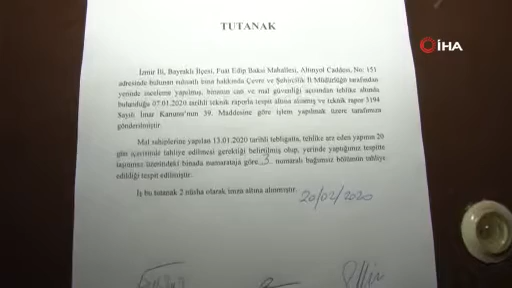 İHA
TUTANAK
İzmir İli, Bayraklı İlçesi, Fuat Edip Baksi Mahallesi, Altınyol Caddesi, No: 151
adresinde bulunan ruhsatlı bina hakkında Çevre ve Şehircilik İl Müdürlüğü tarafından
yerinde inceleme yapılmış, binanın can ve mal güvenliği açısından tehlike altında
bulunduğu 07.01.2020 tarihli teknik raporla tespit altına alınmış ve teknik rapor 3194
Sayılı İmar Kanunu'nun 39. Maddesine göre işlem yapılmak üzere tarafımıza
gönderilmiştir.
Mal sahiplerine yapılan 13.01.2020 tarihli tebligatta, tehlike arz eden yapının 20
gün içerisinde tahliye edilmesi gerektiği belirtilmiş olup, yerinde yaptığımız tespitte
taşınmaz üzerindeki binada numarataja göre 3 numaralı bağımsız bölümün tahliye
edildiği tespit edilmiştir.
İş bu tutanak 2 nüsha olarak imza altına alınmıştır. 20/02/2020